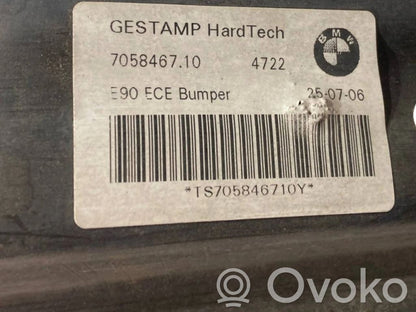 GESTAMP HardTech
BMW
7058467.10 4722
E90 ECE Bumper 25-07-06
*TS705846710Y*
Ovoko